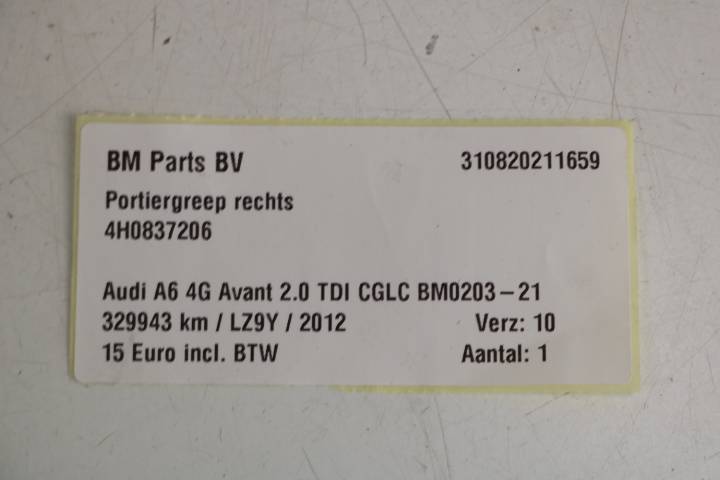 BM Parts BV 310820211659
Portiergreep rechts
4H0837206
Audi A6 4G Avant 2.0 TDI CGLC BM0203-21
329943 km / LZ9Y / 2012 Verz: 10
15 Euro incl. BTW Aantal: 1